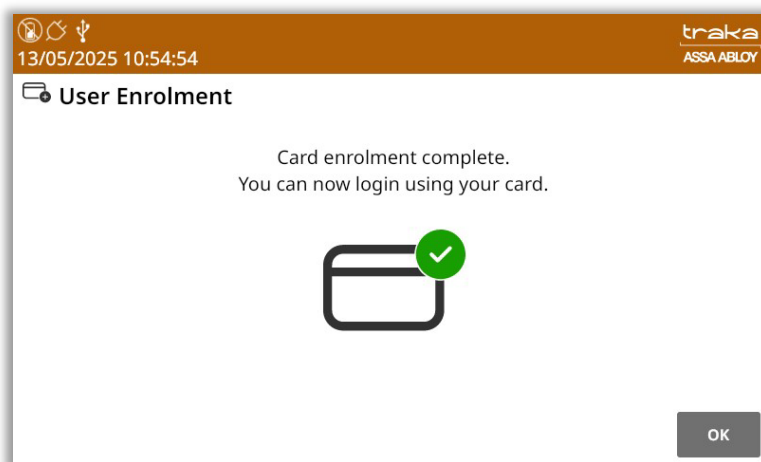 traka
13/05/2025 10:54:54
ASSA ABLOY
User Enrolment
Card enrolment complete.
You can now login using your card.
OK